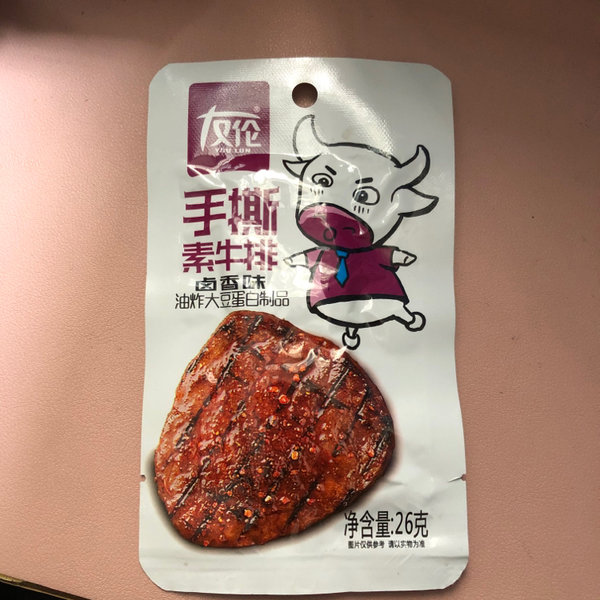 友伦®
YOU LUN
手撕
素牛排
卤香味
油炸大豆蛋白制品
净含量:26克
图片仅供参考 请以实物为准